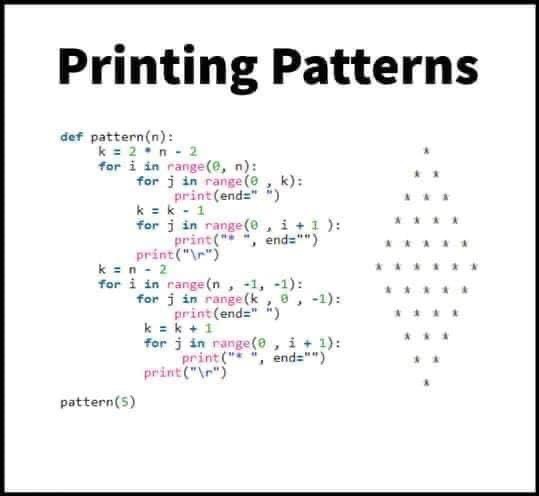 Printing Patterns
def pattern(n):
k = 2 * n - 2
for i in range(0, n):
for j in range(0 , k):
print(end=" ")
k = k - 1
for j in range(0 , i + 1 ):
print("* ", end="")
print("\r")
k = n - 2
for i in range(n , -1, -1):
for j in range(k , 0 , -1):
print(end=" ")
k = k + 1
for j in range(0 , i + 1):
print("* ", end="")
print("\r")
pattern(5)
*
* *
* * *
* * * *
* * * * *
* * * * * *
* * * * *
* * * *
* * *
* *
*